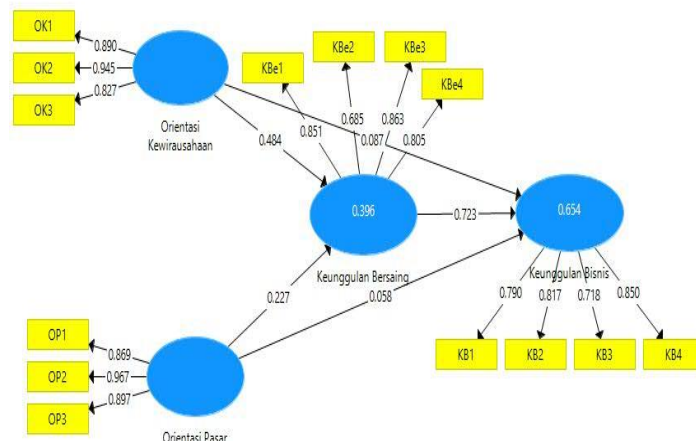 OK1
0.890
OK2
0.945
OK3
0.827
Orientasi
Kewirausahaan
KBe1
KBe2
KBe3
KBe4
0.851
0.685
0.863
0.805
0.484
0.087
0.396
Keunggulan Bersaing
0.723
0.654
Keunggulan Bisnis
0.227
0.058
0.790
0.817
0.718
0.850
KB1
KB2
KB3
KB4
OP1
0.869
OP2
0.967
OP3
0.897
Orientasi Pasar